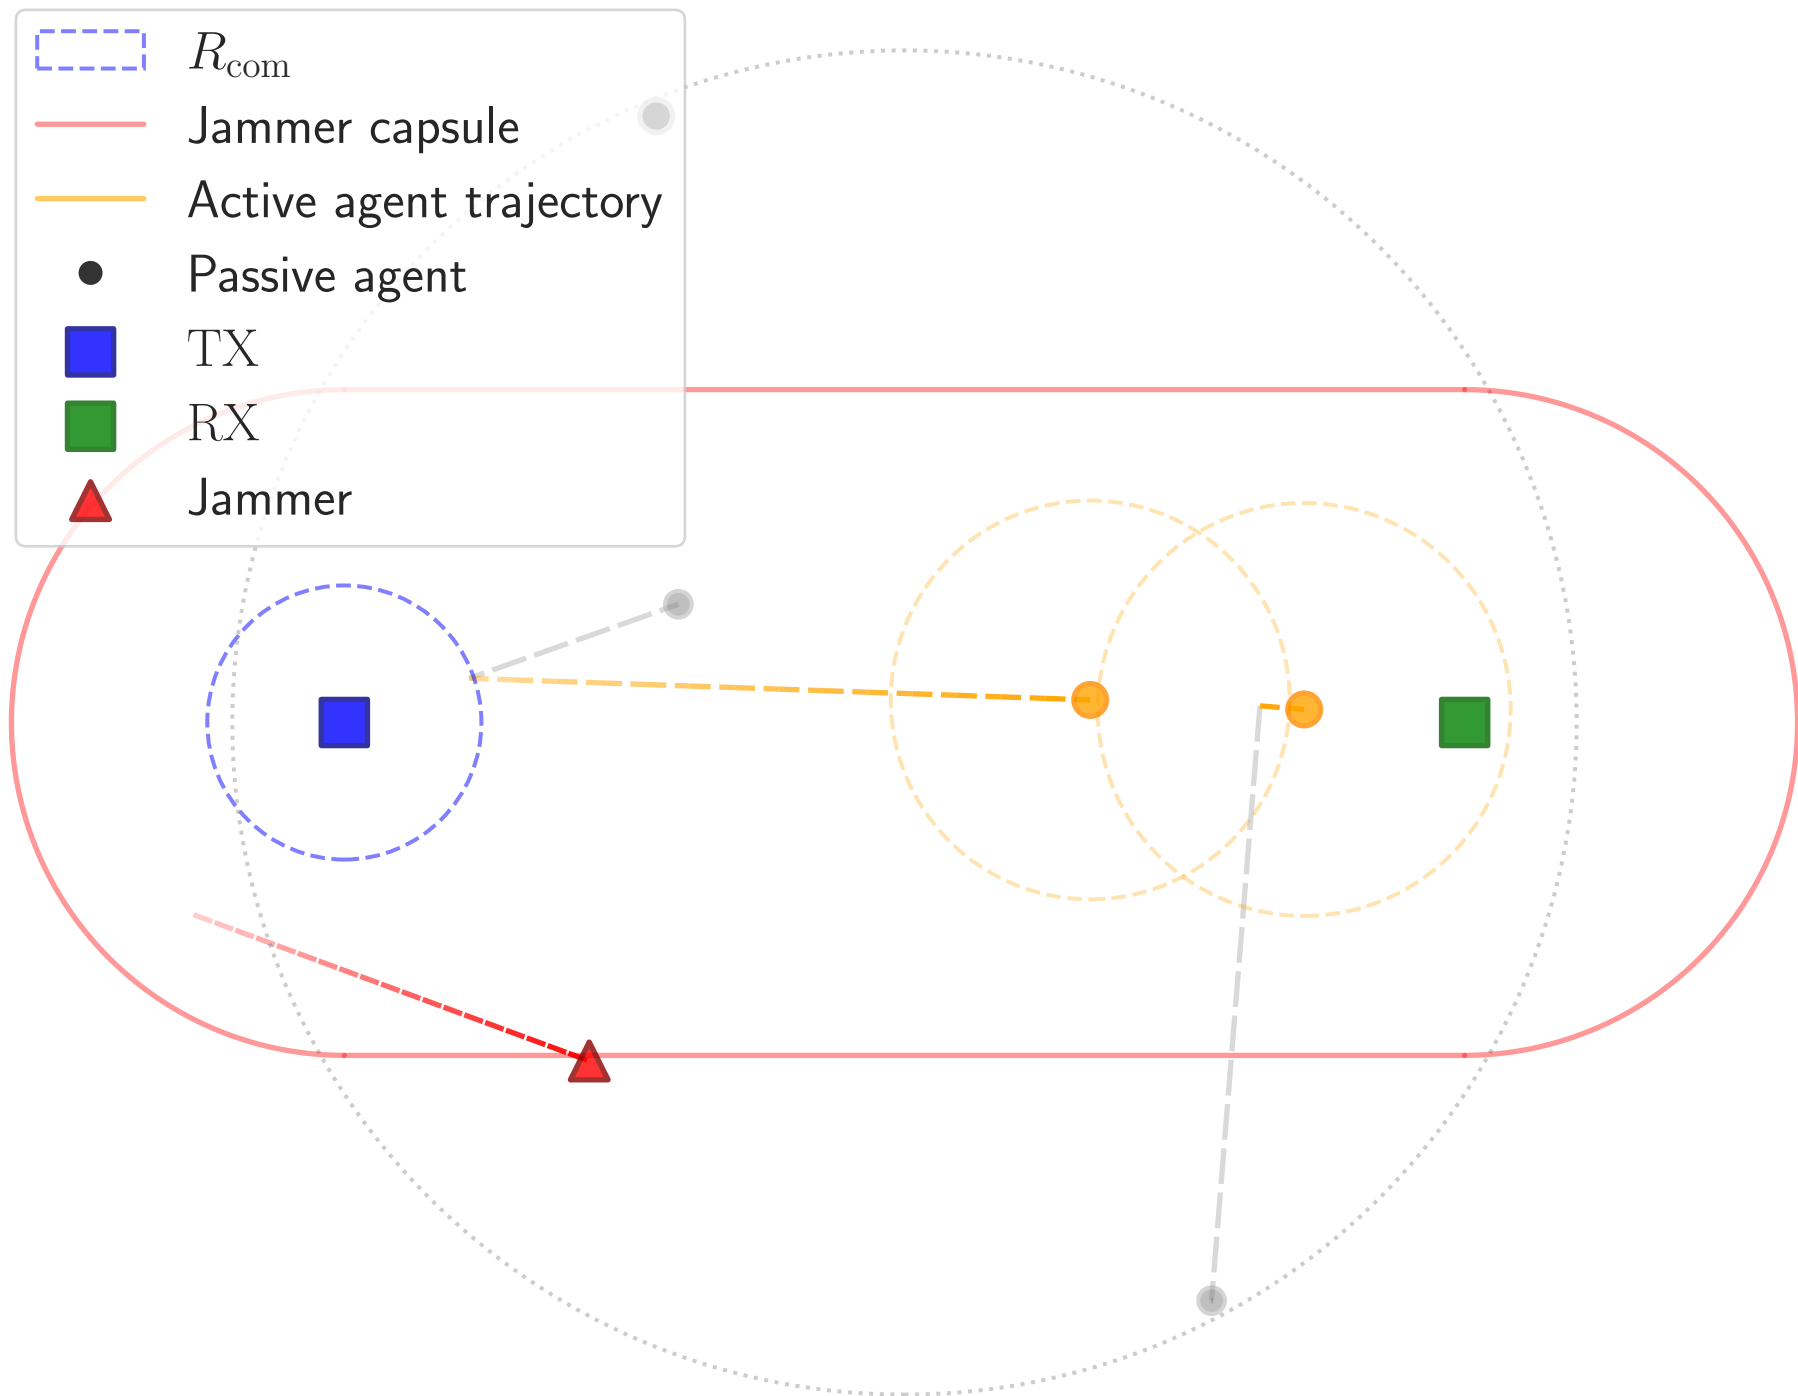 R_com
Jammer capsule
Active agent trajectory
Passive agent
TX
RX
Jammer